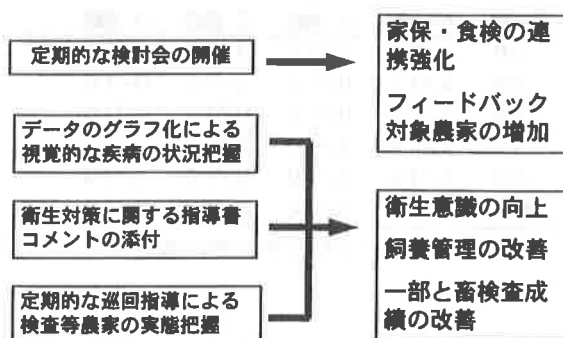 定期的な検討会の開催
家保・食検の連
携強化
フィードバック
対象農家の増加
データのグラフ化による
視覚的な疾病の状況把握
衛生対策に関する指導書
コメントの添付
定期的な巡回指導による
検査等農家の実態把握
衛生意識の向上
飼養管理の改善
一部と畜検査成
績の改善